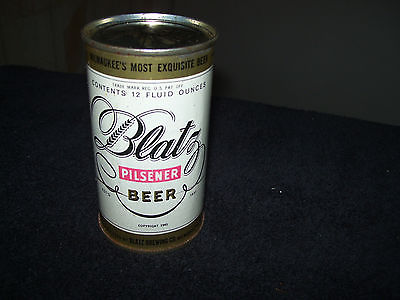 MILWAUKEE'S MOST EXQUISITE BEER
TRADE MARK REG. U.S. PAT. OFF.
CONTENTS 12 FLUID OUNCES
Blatz
PILSENER
BEER
COPYRIGHT
BLATZ BREWING CO.